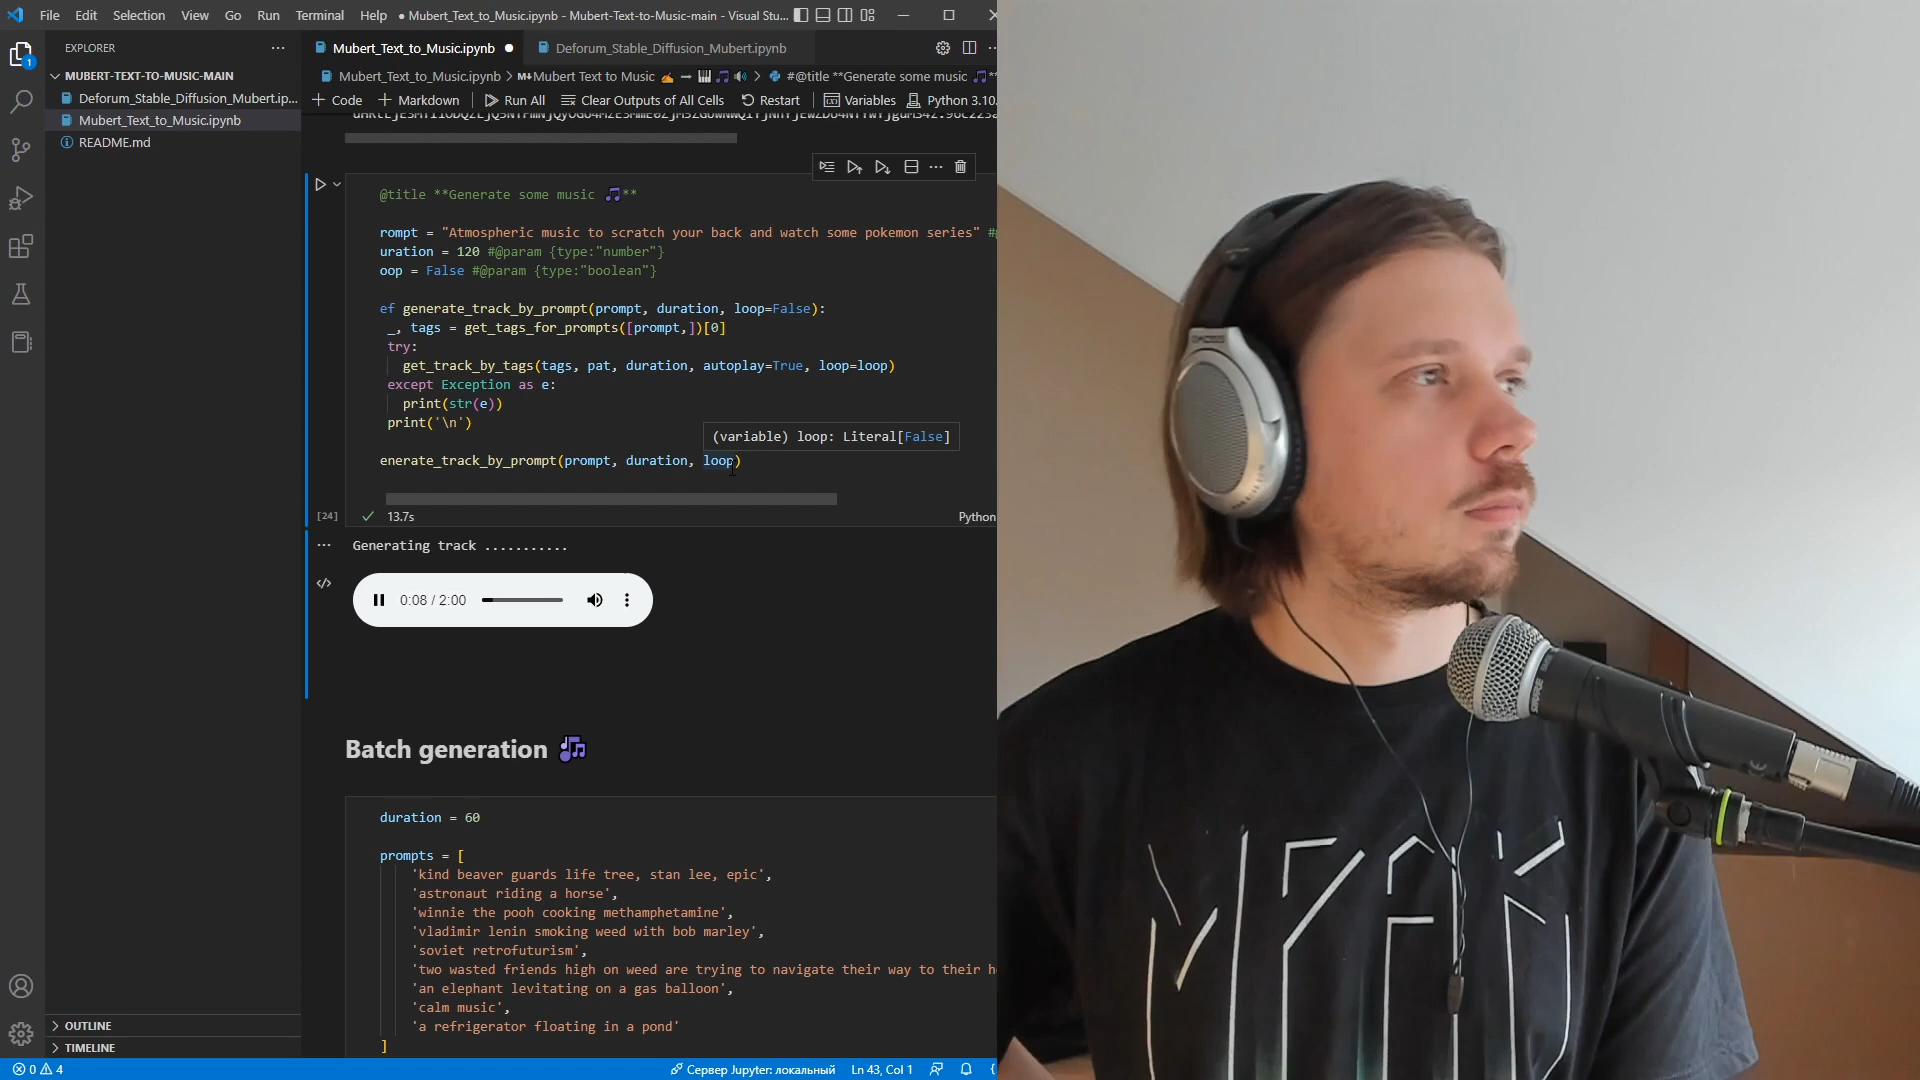 File Edit Selection View Go Run Terminal Help
● Mubert_Text_to_Music.ipynb - Mubert-Text-to-Music-main - Visual Stu...
EXPLORER
MUBERT-TEXT-TO-MUSIC-MAIN
Deforum_Stable_Diffusion_Mubert.ip...
Mubert_Text_to_Music.ipynb
README.md
OUTLINE
TIMELINE
Mubert_Text_to_Music.ipynb
Deforum_Stable_Diffusion_Mubert.ipynb
Mubert_Text_to_Music.ipynb > M↓Mubert Text to Music > #@title **Generate some music
+ Code + Markdown Run All Clear Outputs of All Cells Restart Variables Python 3.10.
@title **Generate some music 🎵**
rompt = "Atmospheric music to scratch your back and watch some pokemon series" #@
uration = 120 #@param {type:"number"}
oop = False #@param {type:"boolean"}
ef generate_track_by_prompt(prompt, duration, loop=False):
_, tags = get_tags_for_prompts([prompt,])[0]
try:
get_track_by_tags(tags, pat, duration, autoplay=True, loop=loop)
except Exception as e:
print(str(e))
print('\n')
(variable) loop: Literal[False]
enerate_track_by_prompt(prompt, duration, loop)
[24] ✓ 13.7s Python
Generating track ...........
0:08 / 2:00
Batch generation 🎵
duration = 60
prompts = [
'kind beaver guards life tree, stan lee, epic',
'astronaut riding a horse',
'winnie the pooh cooking methamphetamine',
'vladimir lenin smoking weed with bob marley',
'soviet retrofuturism',
'two wasted friends high on weed are trying to navigate their way to their h
'an elephant levitating on a gas balloon',
'calm music',
'a refrigerator floating in a pond'
]
1
0 4
Сервер Jupyter: локальный
Ln 43, Col 1